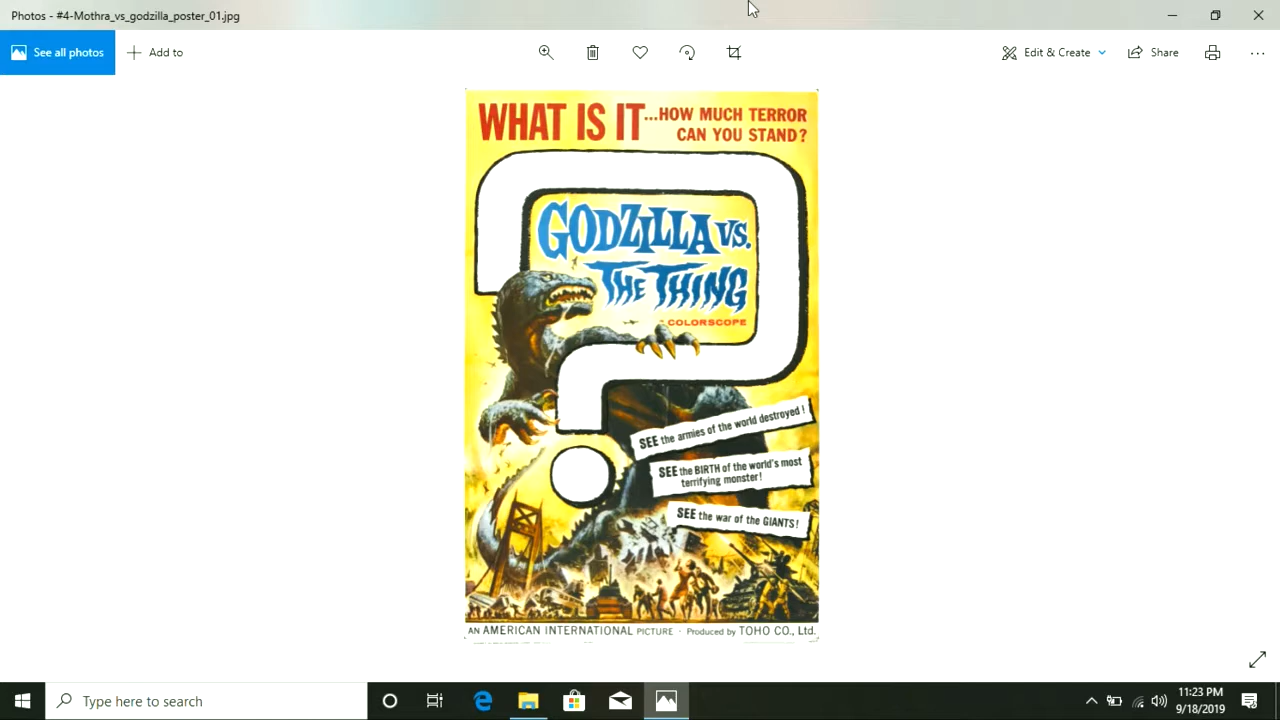 Photos - #4-Mothra_vs_godzilla_poster_01.jpg
See all photos
Add to
Edit & Create
Share
WHAT IS IT...HOW MUCH TERROR
CAN YOU STAND?
GODZILLA VS.
THE THING
COLORSCOPE
SEE the armies of the world destroyed!
SEE the BIRTH of the world's most
terrifying monster!
SEE the war of the GIANTS!
AN AMERICAN INTERNATIONAL PICTURE · Produced by TOHO CO., Ltd.
Type here to search
11:23 PM
9/18/2019